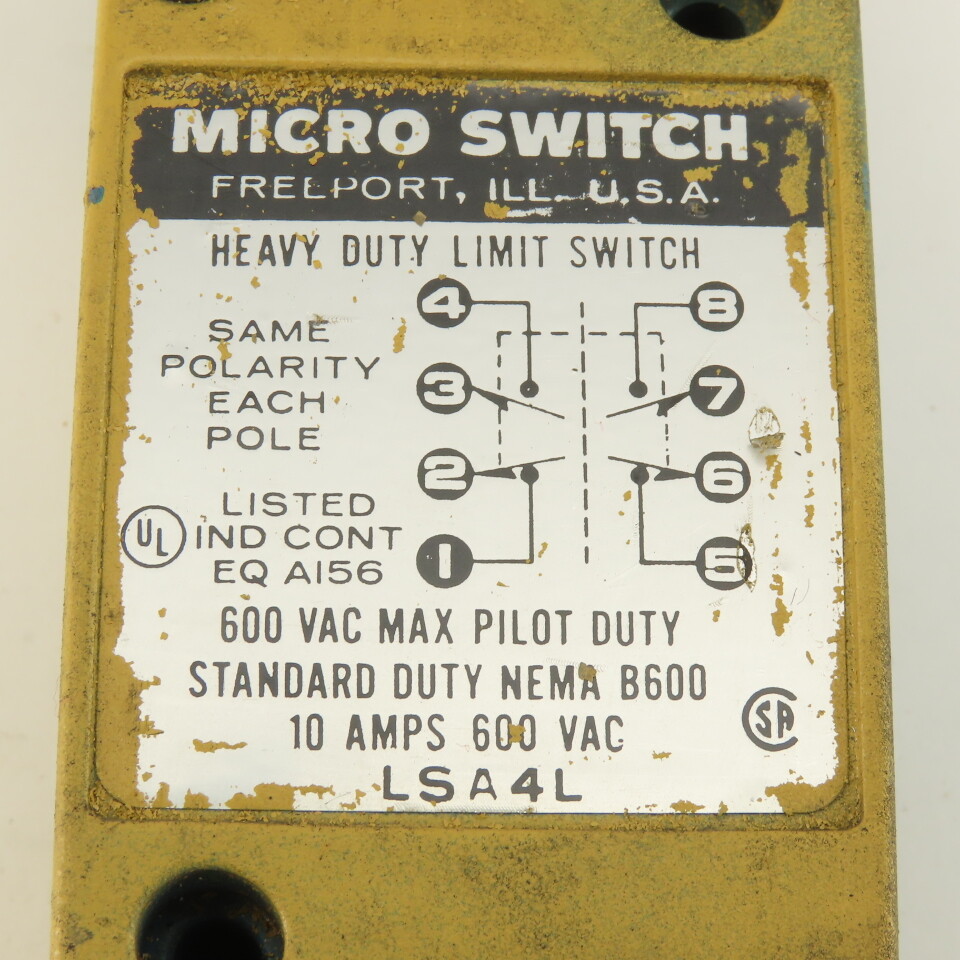 MICRO SWITCH
FREEPORT, ILL. U.S.A.
HEAVY DUTY LIMIT SWITCH
4 8
SAME
POLARITY
3 7
EACH
POLE
2 6
LISTED
UL IND CONT
1 5
EQ A156
600 VAC MAX PILOT DUTY
STANDARD DUTY NEMA B600
10 AMPS 600 VAC
SA
LSA4L